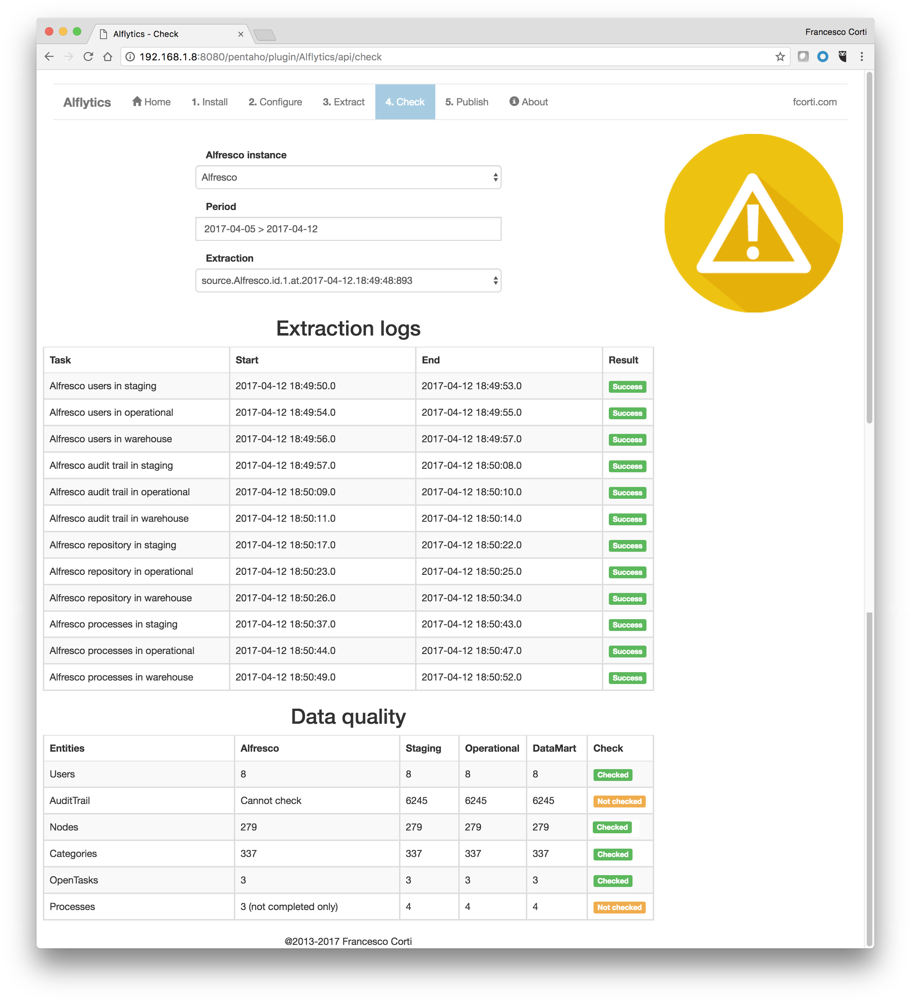 Alflytics - Check
Francesco Corti
192.168.1.8:8080/pentaho/plugin/Alflytics/api/check
Alflytics Home 1. Install 2. Configure 3. Extract 4. Check 5. Publish About fcorti.com
Alfresco instance
Alfresco
Period
2017-04-05 > 2017-04-12
Extraction
source.Alfresco.id.1.at.2017-04-12.18:49:48:893
Extraction logs
Task Start End Result
Alfresco users in staging 2017-04-12 18:49:50.0 2017-04-12 18:49:53.0 Success
Alfresco users in operational 2017-04-12 18:49:54.0 2017-04-12 18:49:55.0 Success
Alfresco users in warehouse 2017-04-12 18:49:56.0 2017-04-12 18:49:57.0 Success
Alfresco audit trail in staging 2017-04-12 18:49:57.0 2017-04-12 18:50:08.0 Success
Alfresco audit trail in operational 2017-04-12 18:50:09.0 2017-04-12 18:50:10.0 Success
Alfresco audit trail in warehouse 2017-04-12 18:50:11.0 2017-04-12 18:50:14.0 Success
Alfresco repository in staging 2017-04-12 18:50:17.0 2017-04-12 18:50:22.0 Success
Alfresco repository in operational 2017-04-12 18:50:23.0 2017-04-12 18:50:25.0 Success
Alfresco repository in warehouse 2017-04-12 18:50:26.0 2017-04-12 18:50:34.0 Success
Alfresco processes in staging 2017-04-12 18:50:37.0 2017-04-12 18:50:43.0 Success
Alfresco processes in operational 2017-04-12 18:50:44.0 2017-04-12 18:50:47.0 Success
Alfresco processes in warehouse 2017-04-12 18:50:49.0 2017-04-12 18:50:52.0 Success
Data quality
Entities Alfresco Staging Operational DataMart Check
Users 8 8 8 8 Checked
AuditTrail Cannot check 6245 6245 6245 Not checked
Nodes 279 279 279 279 Checked
Categories 337 337 337 337 Checked
OpenTasks 3 3 3 3 Checked
Processes 3 (not completed only) 4 4 4 Not checked
@2013-2017 Francesco Corti